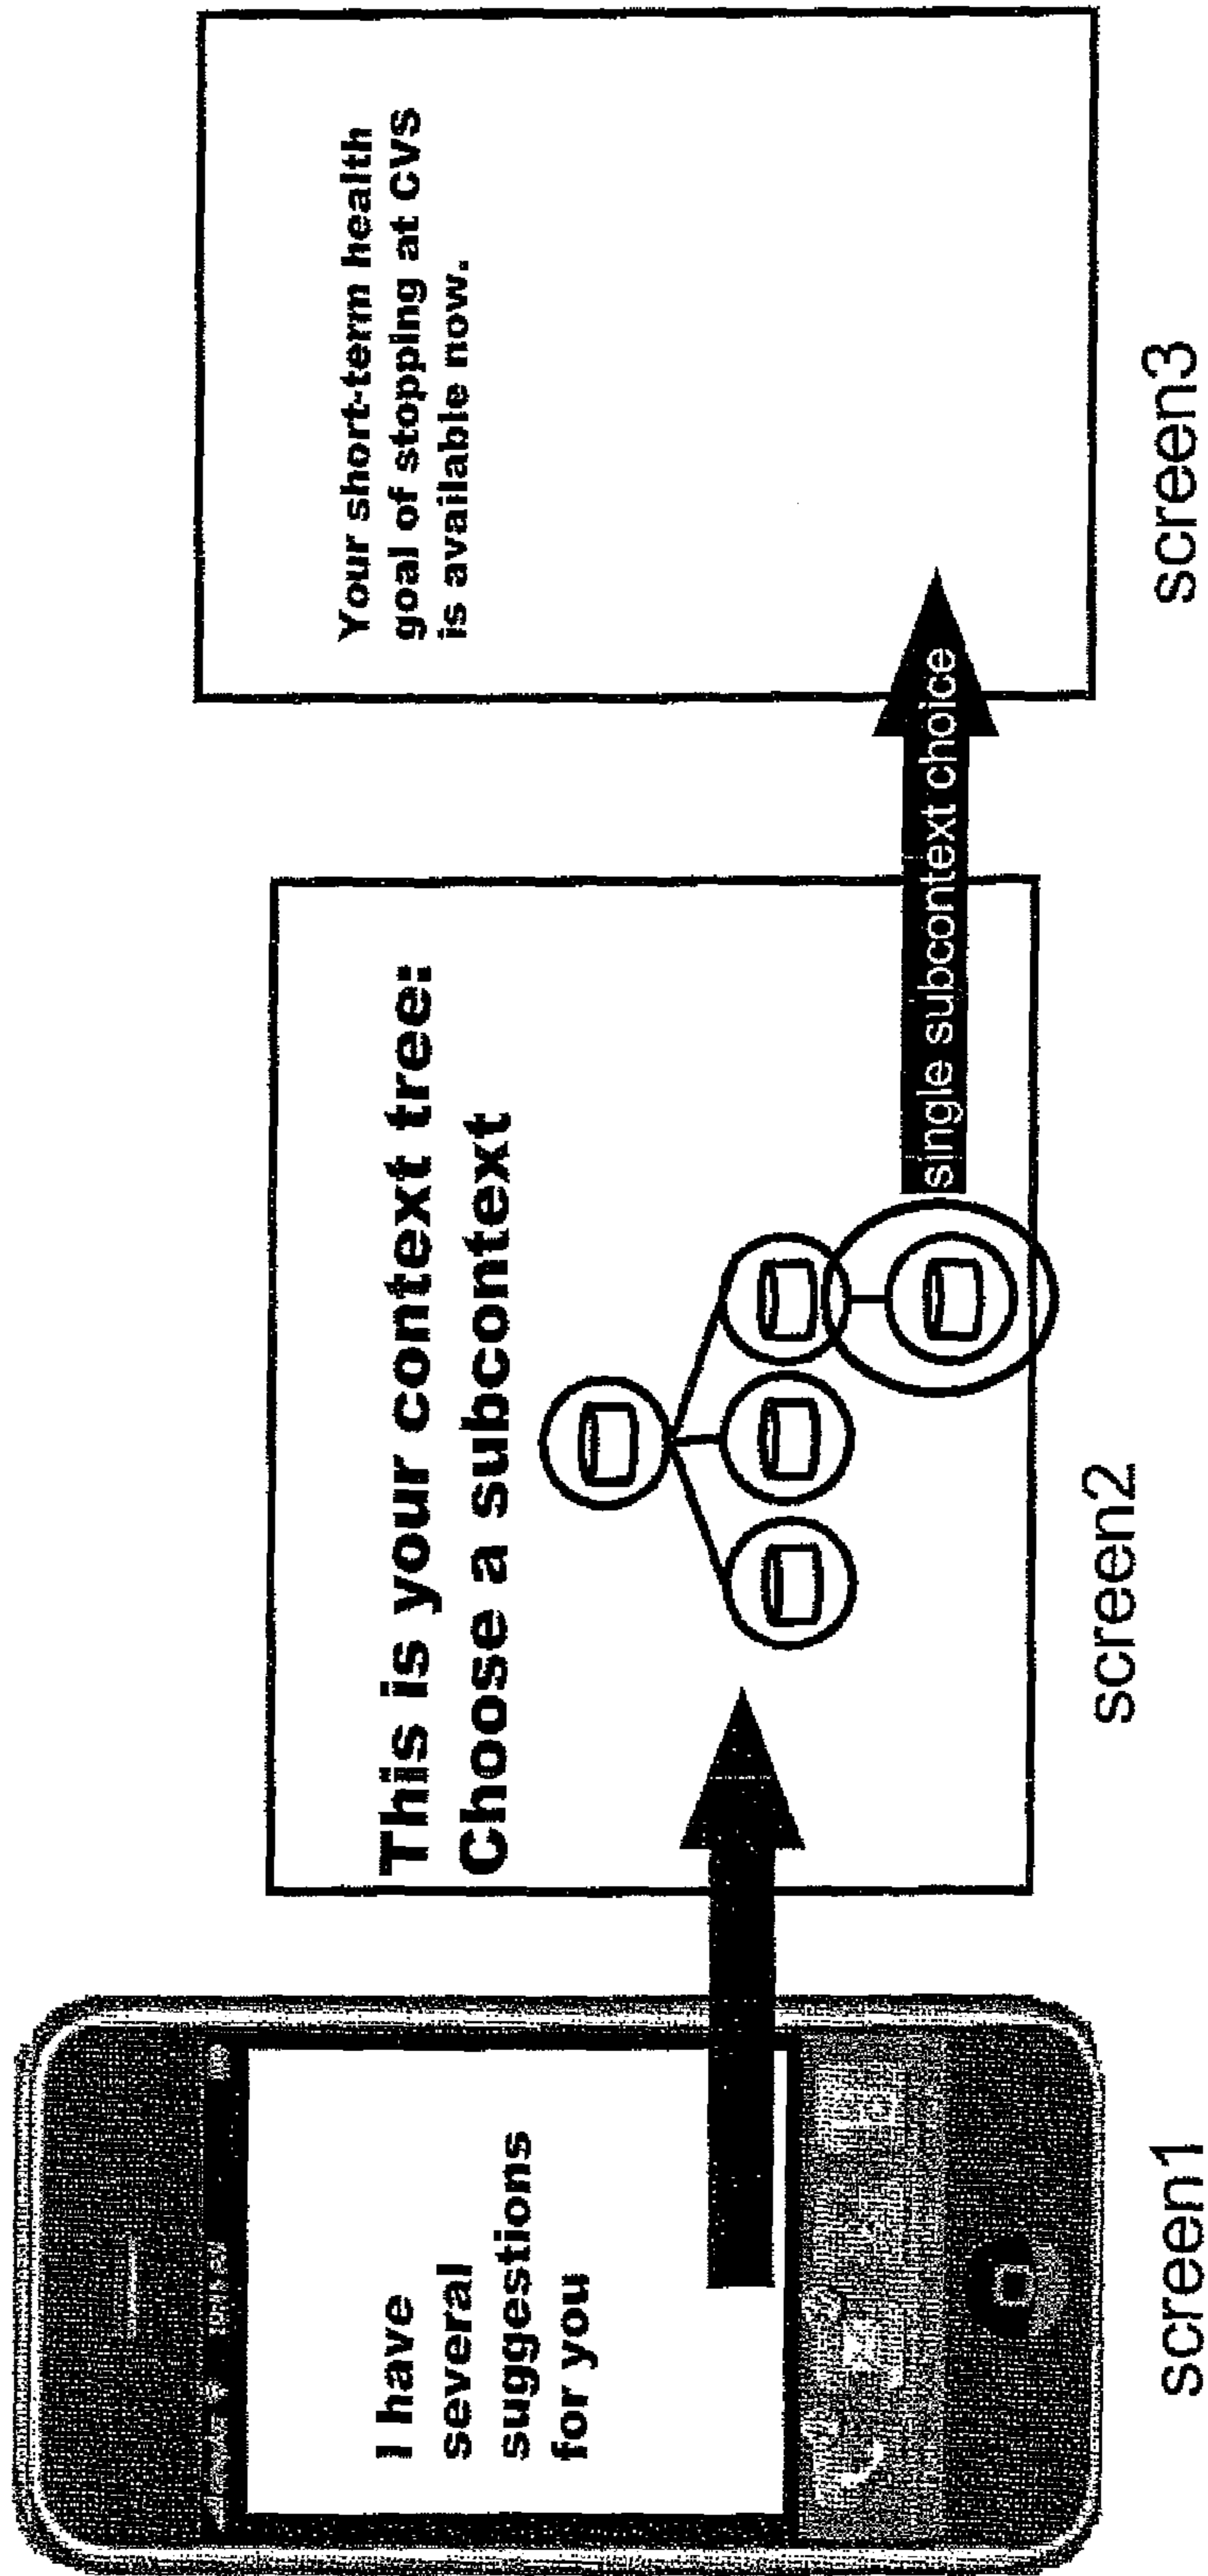 I have
several
suggestions
for you
screen1
This is your context tree:
Choose a subcontext
single subcontext choice
screen2
Your short-term health
goal of stopping at CVS
is available now.
screen3